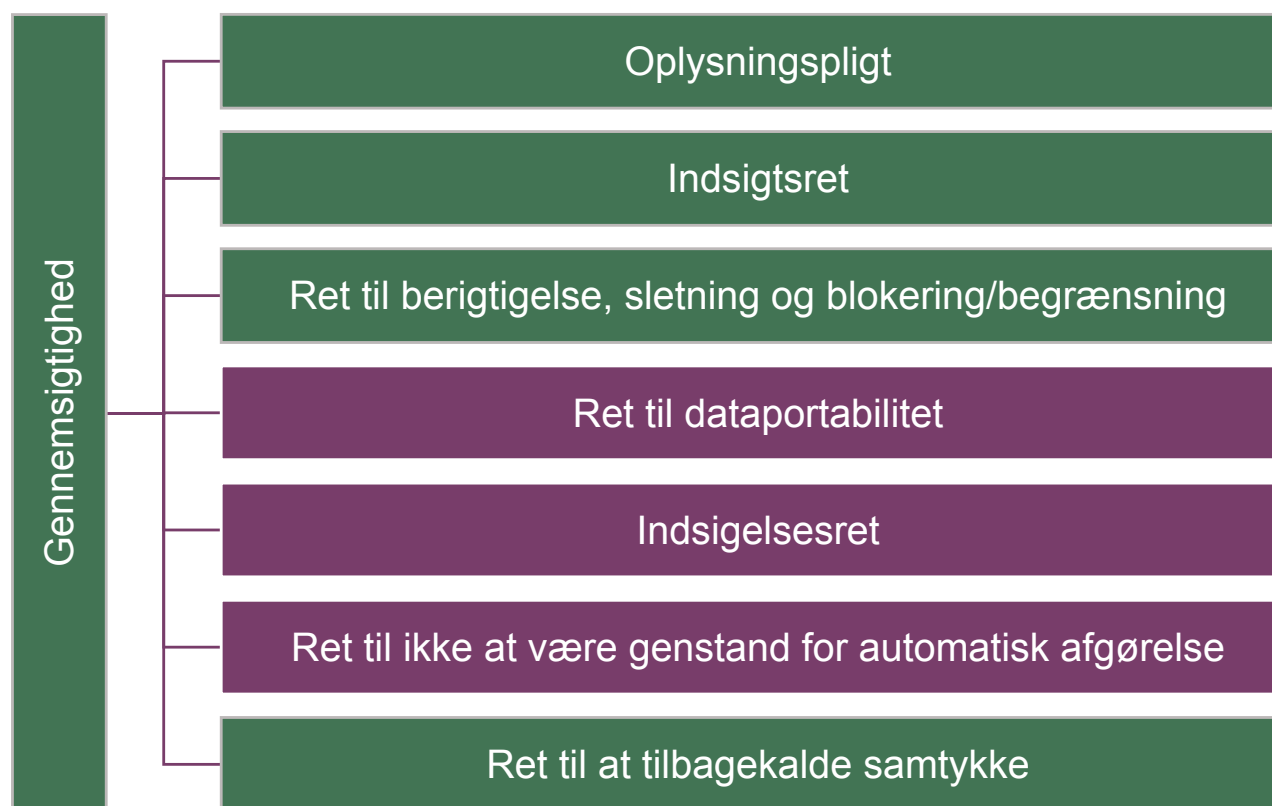 Gennemsigtighed
Oplysningspligt
Indsigtsret
Ret til berigtigelse, sletning og blokering/begrænsning
Ret til dataportabilitet
Indsigelsesret
Ret til ikke at være genstand for automatisk afgørelse
Ret til at tilbagekalde samtykke